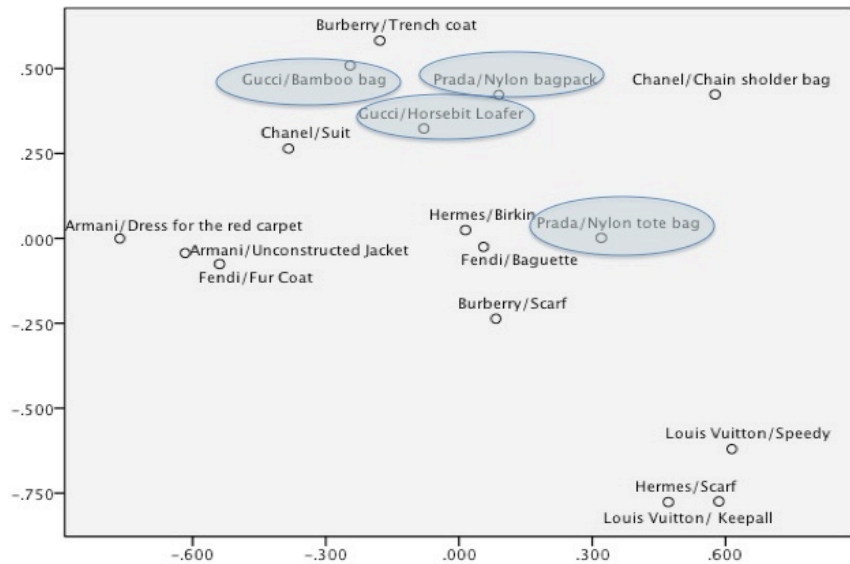 Burberry/Trench coat
.500
Gucci/Bamboo bag
Prada/Nylon bagpack
Chanel/Chain sholder bag
Gucci/Horsebit Loafer
Chanel/Suit
.250
Hermes/Birkin
Prada/Nylon tote bag
Armani/Dress for the red carpet
.000
Armani/Unconstructed Jacket
Fendi/Baguette
Fendi/Fur Coat
Burberry/Scarf
-.250
-.500
Louis Vuitton/Speedy
-.750
Hermes/Scarf
Louis Vuitton/ Keepall
-.600
-.300
.000
.300
.600